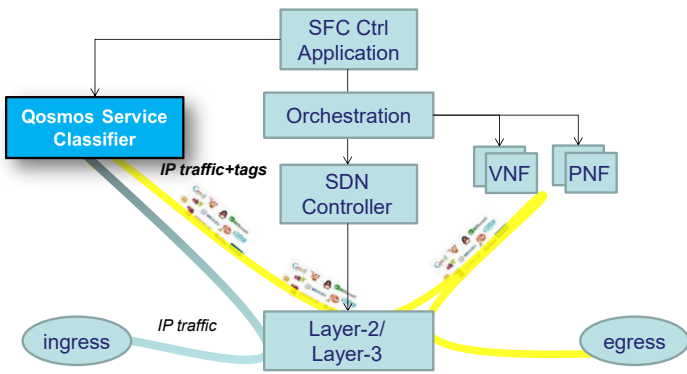 SFC Ctrl
Application
Qosmos Service
Classifier
Orchestration
IP traffic+tags
VNF
PNF
SDN
Controller
IP traffic
ingress
Layer-2/
Layer-3
egress